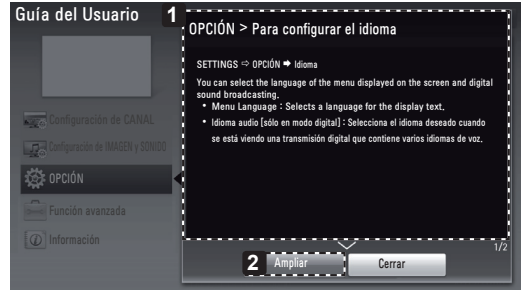 Guía del Usuario
1
OPCIÓN > Para configurar el idioma
SETTINGS ⇨ OPCIÓN ➡ Idioma
You can select the language of the menu displayed on the screen and digital
sound broadcasting.
• Menu Language : Selects a language for the display text.
• Idioma audio [sólo en modo digital] : Selecciona el idioma deseado cuando
se está viendo una transmisión digital que contiene varios idiomas de voz.
Configuración de CANAL
Configuración de IMAGEN y SONIDO
OPCIÓN
Función avanzada
Información
1/2
2
Ampliar
Cerrar